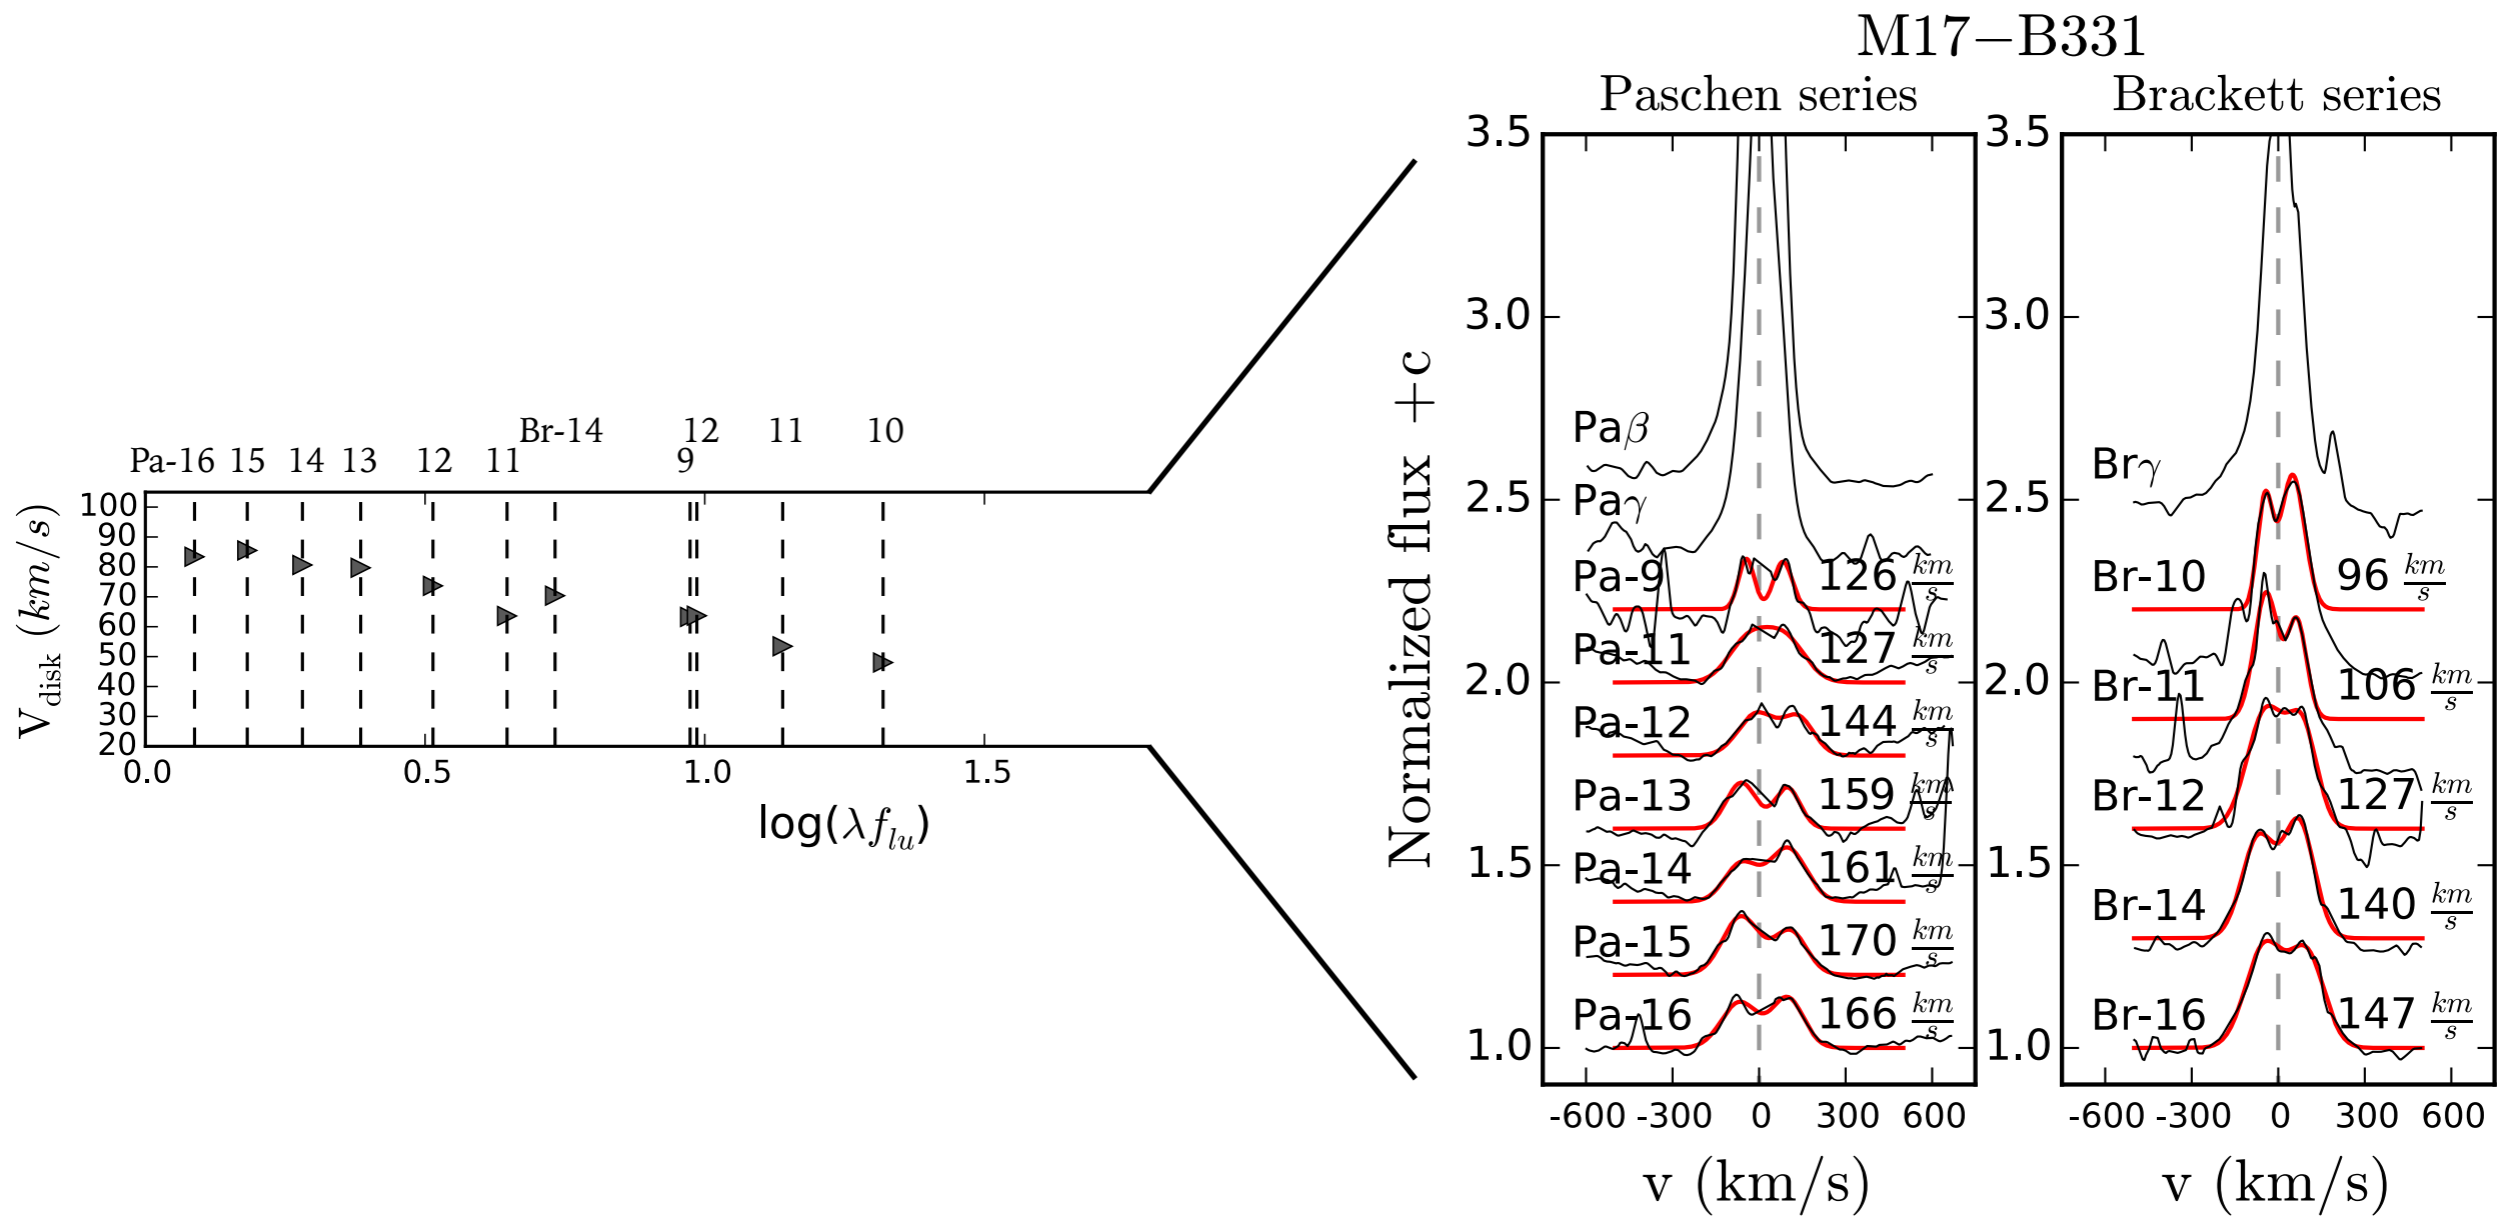 M17−B331
Paschen series
Brackett series
Br-14 12 11 10
Pa-16 15 14 13 12 11 9
V_disk (km/s)
100
90
80
70
60
50
40
30
20
0.0 0.5 1.0 1.5
log(λf_lu)
Normalized flux +c
3.5
3.0
2.5
2.0
1.5
1.0
Paβ
Paγ
Pa-9 126 km/s
Pa-11 127 km/s
Pa-12 144 km/s
Pa-13 159 km/s
Pa-14 161 km/s
Pa-15 170 km/s
Pa-16 166 km/s
-600 -300 0 300 600
v (km/s)
3.5
3.0
2.5
2.0
1.5
1.0
Brγ
Br-10 96 km/s
Br-11 106 km/s
Br-12 127 km/s
Br-14 140 km/s
Br-16 147 km/s
-600 -300 0 300 600
v (km/s)